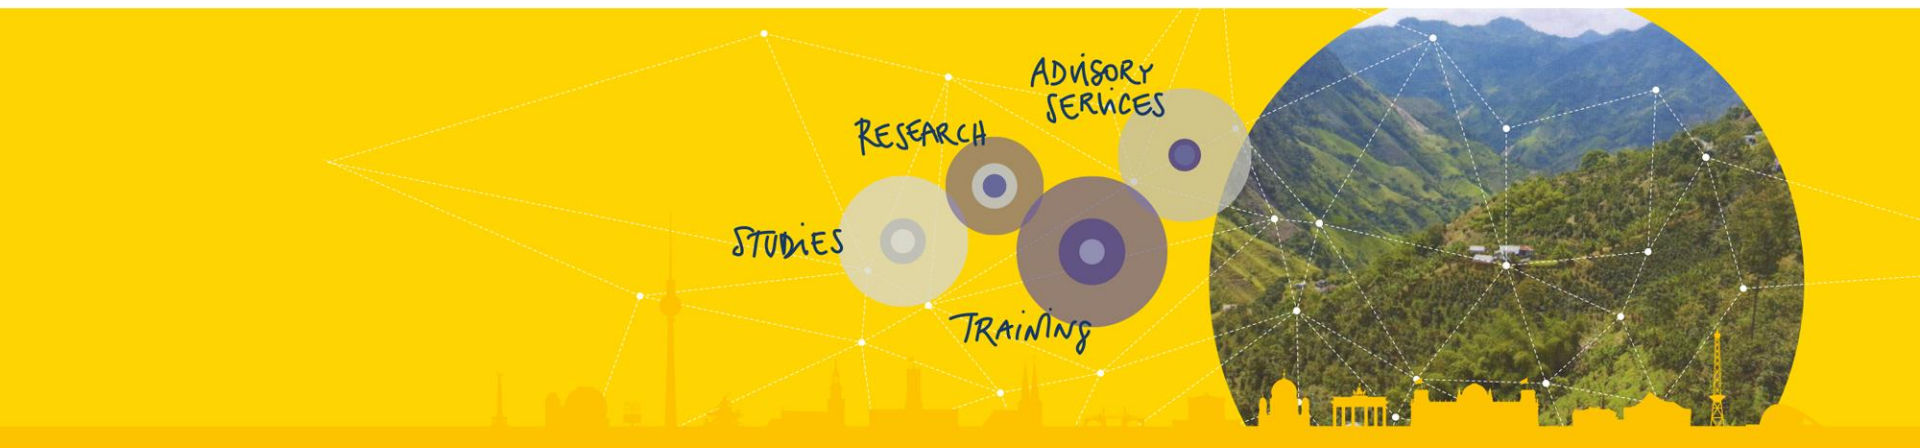 ADVISORY
SERVICES
RESEARCH
STUDIES
TRAINING